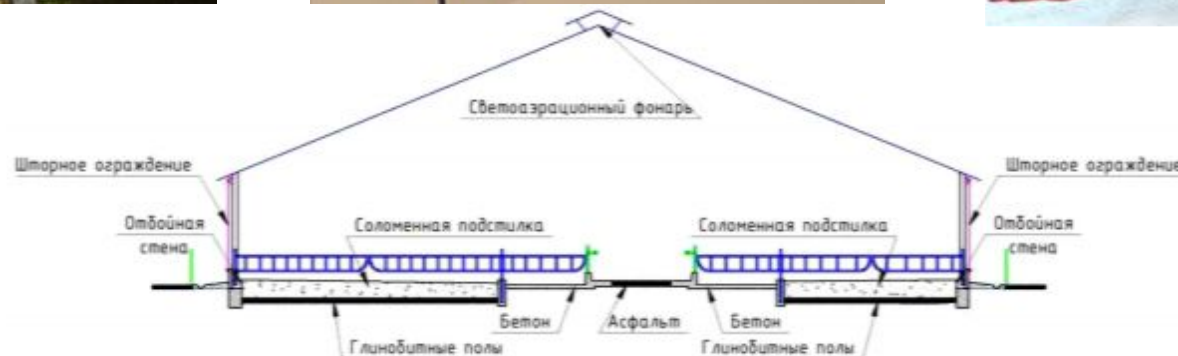 Светоаэрационный фонарь
Шторное ограждение
Шторное ограждение
Отбойная
стена
Соломенная подстилка
Соломенная подстилка
Отбойная
стена
Бетон
Асфальт
Бетон
Глинобитные полы
Глинобитные полы